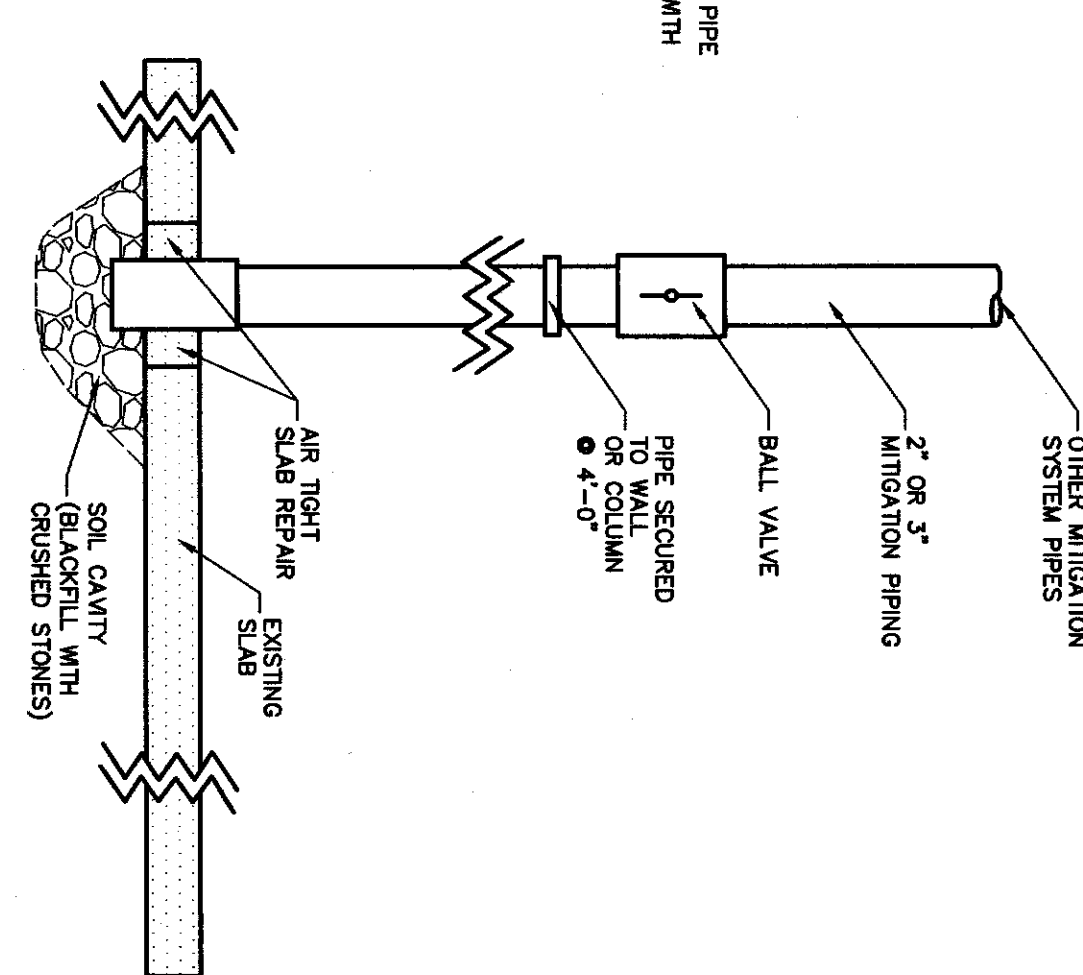 PIPE
WITH
OTHER MITIGATION
SYSTEM PIPES
2" OR 3"
MITIGATION PIPING
BALL VALVE
PIPE SECURED
TO WALL
OR COLUMN
@ 4'-0"
AIR TIGHT
SLAB REPAIR
EXISTING
SLAB
SOIL CAVITY
(BLACKFILL WITH
CRUSHED STONES)